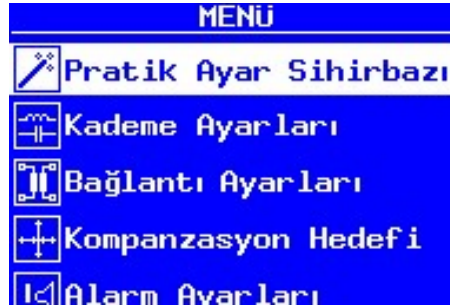 MENÜ
Pratik Ayar Sihirbazı
Kademe Ayarları
Bağlantı Ayarları
Kompanzasyon Hedefi
Alarm Ayarları